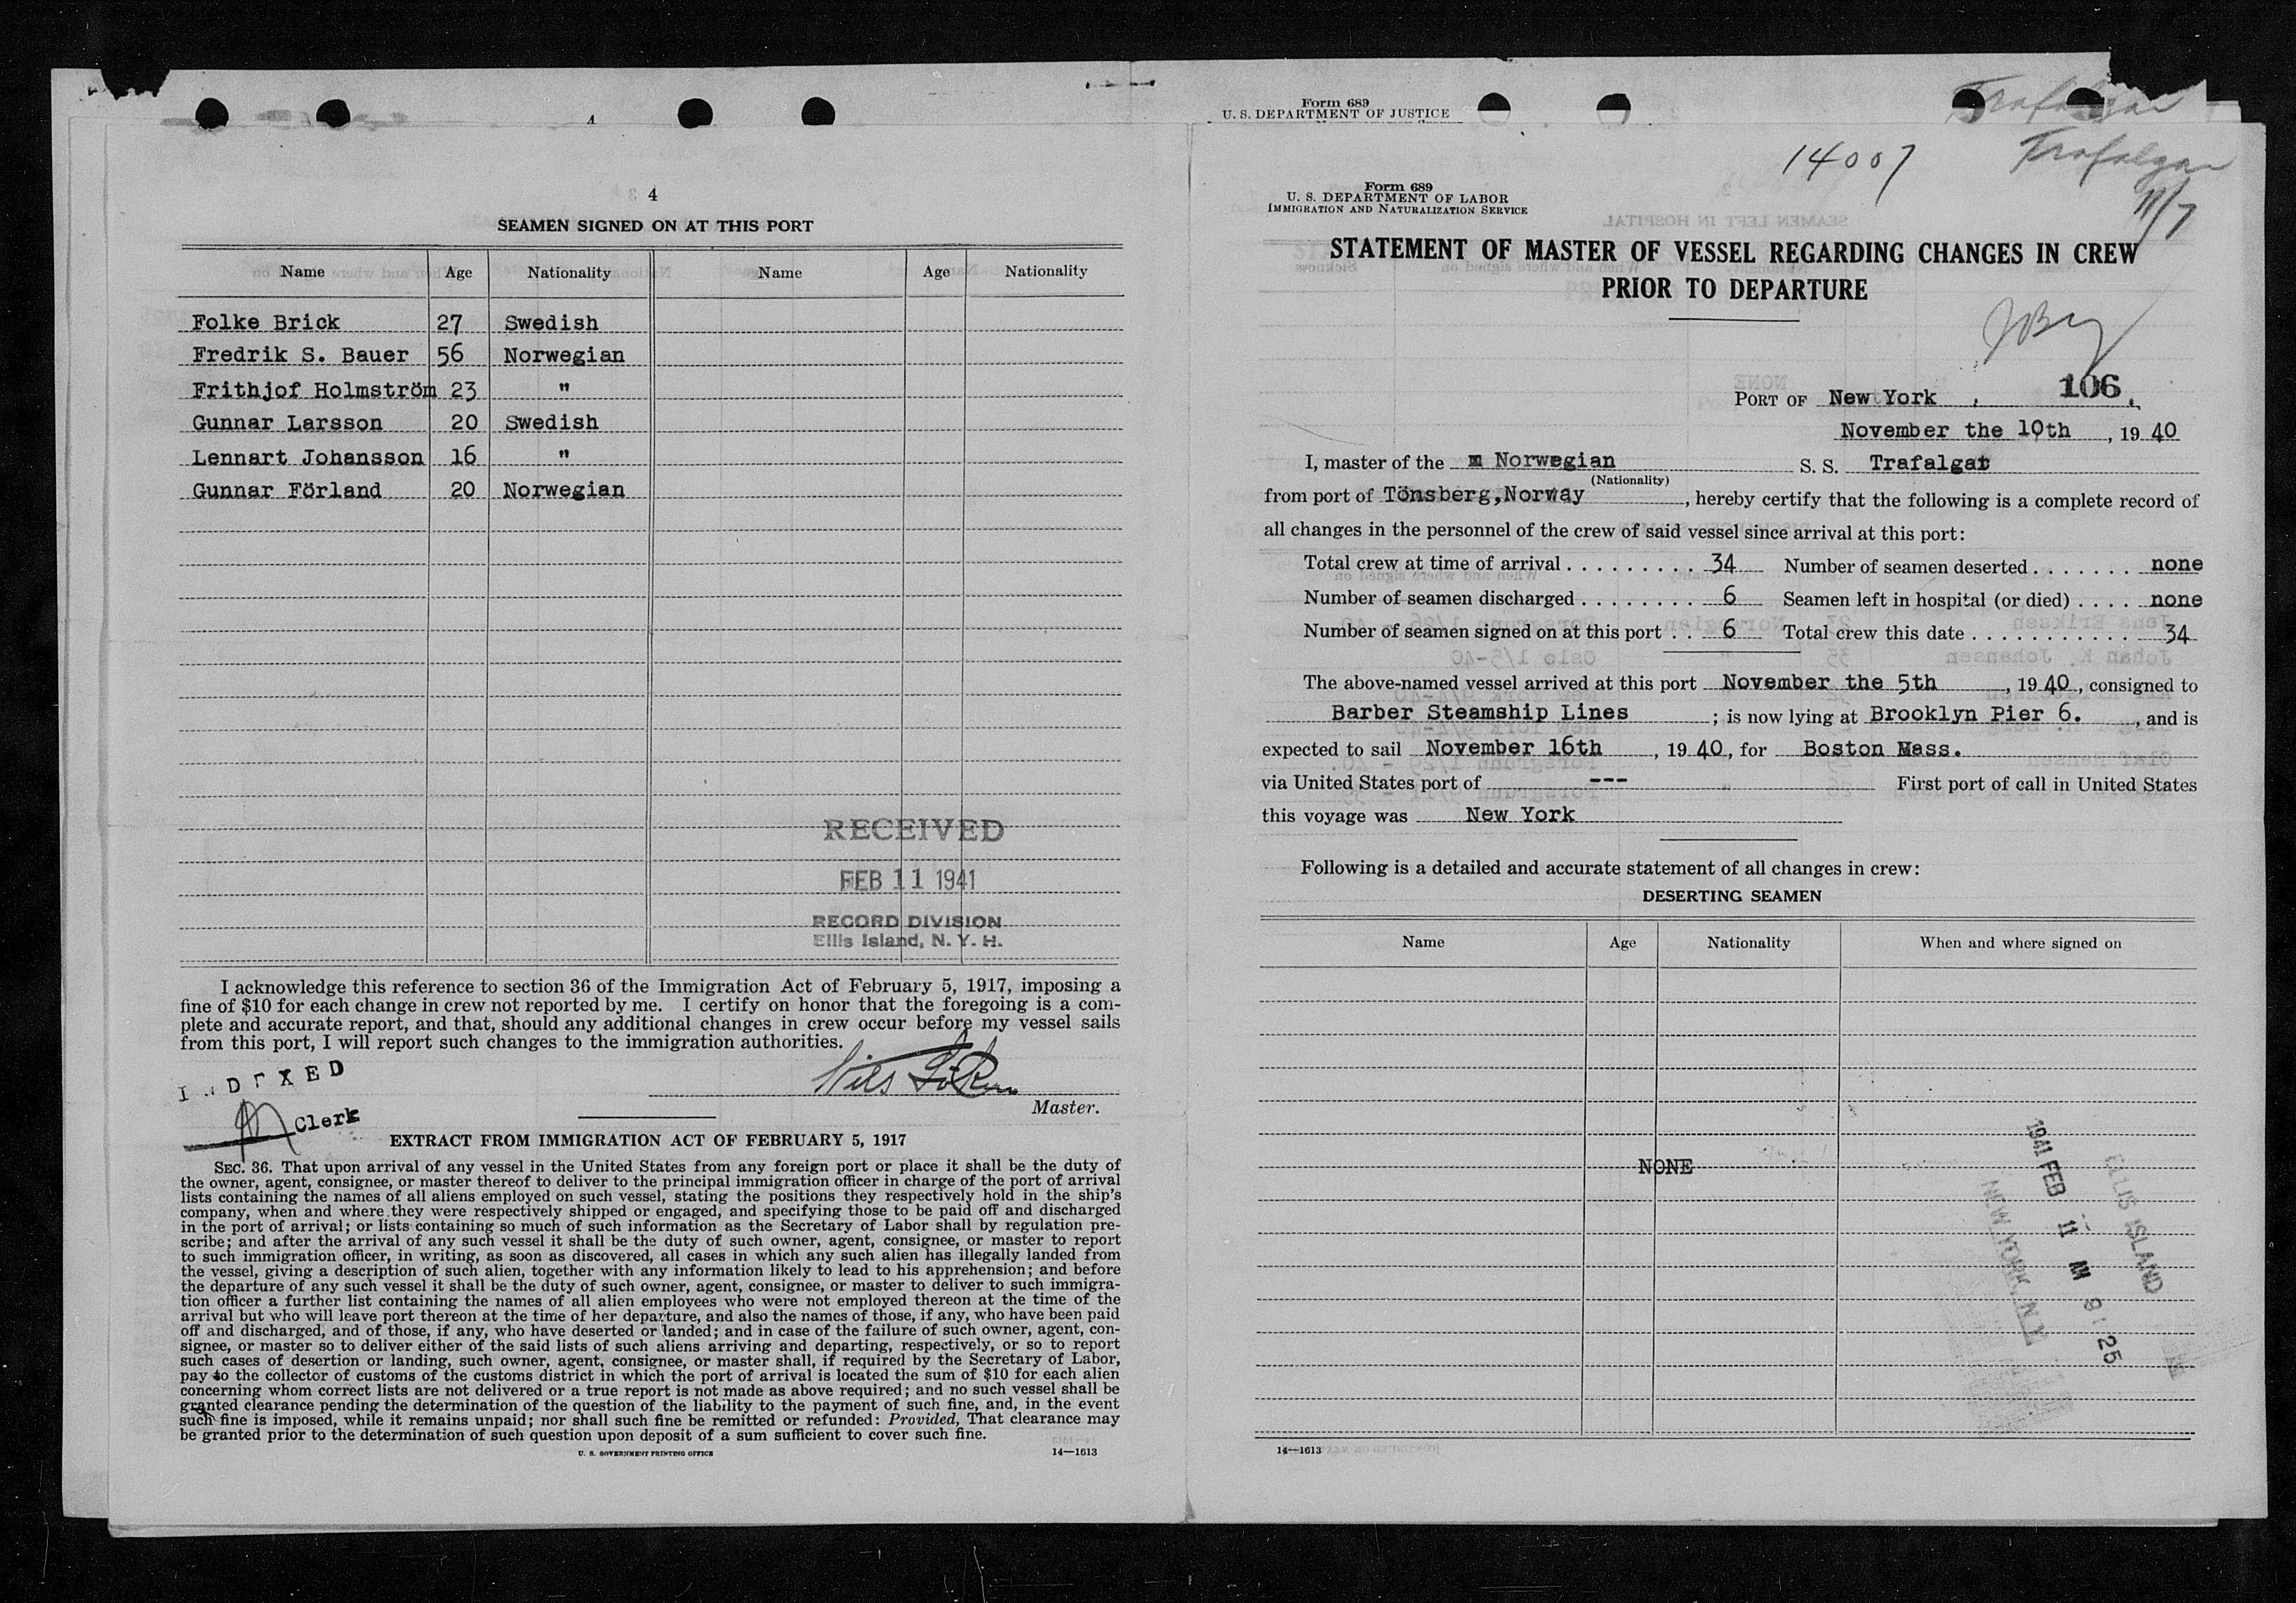 4
SEAMEN SIGNED ON AT THIS PORT
Name Age Nationality Name Age Nationality
Folke Brick 27 Swedish
Fredrik S. Bauer 56 Norwegian
Frithjof Holmström 23 "
Gunnar Larsson 20 Swedish
Lennart Johansson 16 "
Gunnar Förland 20 Norwegian
RECEIVED
FEB 11 1941
RECORD DIVISION
Ellis Island, N. Y. H.
I acknowledge this reference to section 36 of the Immigration Act of February 5, 1917, imposing a
fine of $10 for each change in crew not reported by me. I certify on honor that the foregoing is a com-
plete and accurate report, and that, should any additional changes in crew occur before my vessel sails
from this port, I will report such changes to the immigration authorities.
Nils
Master.
Clerk
EXTRACT FROM IMMIGRATION ACT OF FEBRUARY 5, 1917
SEC. 36. That upon arrival of any vessel in the United States from any foreign port or place it shall be the duty of
the owner, agent, consignee, or master thereof to deliver to the principal immigration officer in charge of the port of arrival
lists containing the names of all aliens employed on such vessel, stating the positions they respectively hold in the ship's
company, when and where they were respectively shipped or engaged, and specifying those to be paid off and discharged
in the port of arrival; or lists containing so much of such information as the Secretary of Labor shall by regulation pre-
scribe; and after the arrival of any such vessel it shall be the duty of such owner, agent, consignee, or master to report
to such immigration officer, in writing, as soon as discovered, all cases in which any such alien has illegally landed from
the vessel, giving a description of such alien, together with any information likely to lead to his apprehension; and before
the departure of any such vessel it shall be the duty of such owner, agent, consignee, or master to deliver to such immigra-
tion officer a further list containing the names of all alien employees who were not employed thereon at the time of the
arrival but who will leave port thereon at the time of her departure, and also the names of those, if any, who have been paid
off and discharged, and of those, if any, who have deserted or landed; and in case of the failure of such owner, agent, con-
signee, or master so to deliver either of the said lists of such aliens arriving and departing, respectively, or so to report
such cases of desertion or landing, such owner, agent, consignee, or master shall, if required by the Secretary of Labor,
pay to the collector of customs of the customs district in which the port of arrival is located the sum of $10 for each alien
concerning whom correct lists are not delivered or a true report is not made as above required; and no such vessel shall be
granted clearance pending the determination of the question of the liability to the payment of such fine, and, in the event
such fine is imposed, while it remains unpaid; nor shall such fine be remitted or refunded: Provided, That clearance may
be granted prior to the determination of such question upon deposit of a sum sufficient to cover such fine.
U. S. GOVERNMENT PRINTING OFFICE 14—1613
Form 689
U. S. DEPARTMENT OF JUSTICE
Trafalgar
14007 Trafalgar
11/7
Form 689
U. S. DEPARTMENT OF LABOR
IMMIGRATION AND NATURALIZATION SERVICE
STATEMENT OF MASTER OF VESSEL REGARDING CHANGES IN CREW
PRIOR TO DEPARTURE
106
PORT OF New York ,
November the 10th , 19 40
I, master of the Norwegian S. S. Trafalgar
(Nationality)
from port of Tönsberg,Norway , hereby certify that the following is a complete record of
all changes in the personnel of the crew of said vessel since arrival at this port:
Total crew at time of arrival . . . . . . . . . 34 Number of seamen deserted . . . . . . . none
Number of seamen discharged . . . . . . . . 6 Seamen left in hospital (or died) . . . . none
Number of seamen signed on at this port . . 6 Total crew this date . . . . . . . . . . . . 34
The above-named vessel arrived at this port November the 5th , 19 40 , consigned to
Barber Steamship Lines ; is now lying at Brooklyn Pier 6. , and is
expected to sail November 16th , 19 40, for Boston Mass.
via United States port of --- First port of call in United States
this voyage was New York
Following is a detailed and accurate statement of all changes in crew:
DESERTING SEAMEN
Name Age Nationality When and where signed on
NONE
1941 FEB 11 AM 9:25
ELLIS ISLAND
NEW YORK, N.Y.
14—1613